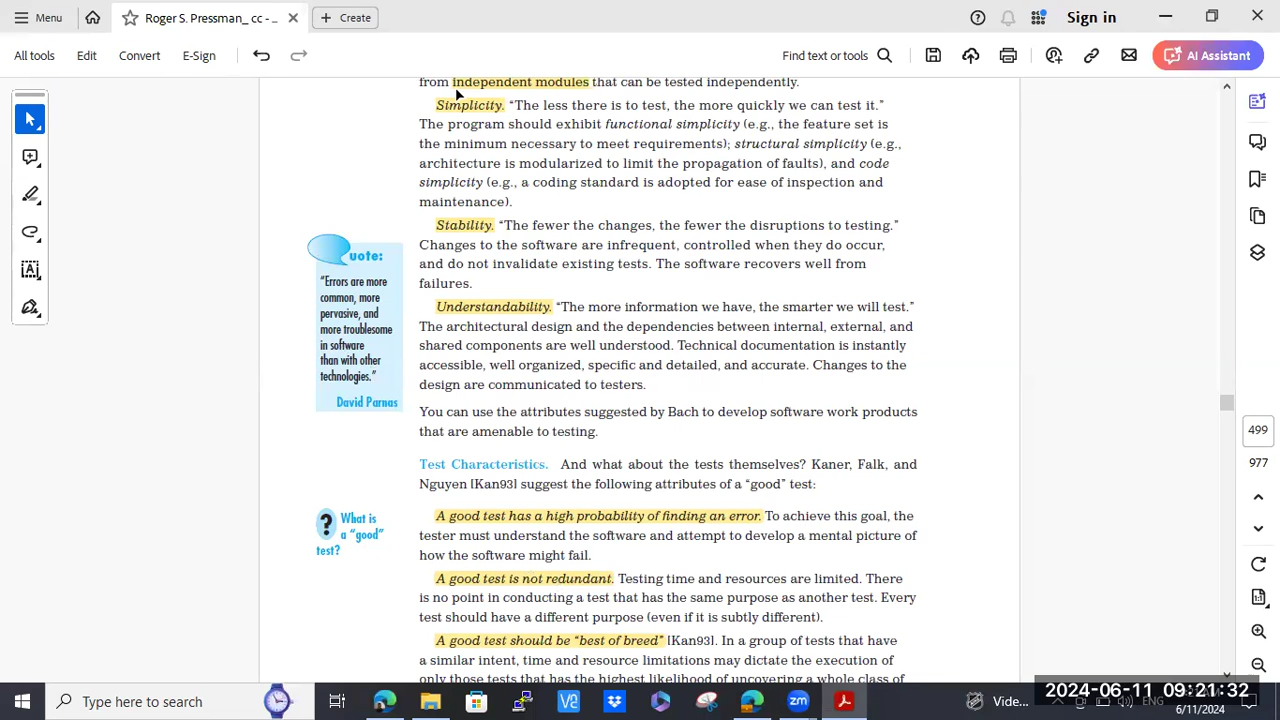 Menu
Roger S. Pressman_ cc - ...
Create
Sign in
All tools
Edit
Convert
E-Sign
Find text or tools
AI Assistant
from independent modules that can be tested independently.
Simplicity. “The less there is to test, the more quickly we can test it.”
The program should exhibit functional simplicity (e.g., the feature set is
the minimum necessary to meet requirements); structural simplicity (e.g.,
architecture is modularized to limit the propagation of faults), and code
simplicity (e.g., a coding standard is adopted for ease of inspection and
maintenance).
Stability. “The fewer the changes, the fewer the disruptions to testing.”
Changes to the software are infrequent, controlled when they do occur,
and do not invalidate existing tests. The software recovers well from
failures.
uote:
“Errors are more
common, more
pervasive, and
more troublesome
in software
than with other
technologies.”
David Parnas
Understandability. “The more information we have, the smarter we will test.”
The architectural design and the dependencies between internal, external, and
shared components are well understood. Technical documentation is instantly
accessible, well organized, specific and detailed, and accurate. Changes to the
design are communicated to testers.
You can use the attributes suggested by Bach to develop software work products
that are amenable to testing.
Test Characteristics. And what about the tests themselves? Kaner, Falk, and
Nguyen [Kan93] suggest the following attributes of a “good” test:
? What is
a “good”
test?
A good test has a high probability of finding an error. To achieve this goal, the
tester must understand the software and attempt to develop a mental picture of
how the software might fail.
A good test is not redundant. Testing time and resources are limited. There
is no point in conducting a test that has the same purpose as another test. Every
test should have a different purpose (even if it is subtly different).
A good test should be “best of breed” [Kan93]. In a group of tests that have
a similar intent, time and resource limitations may dictate the execution of
only those tests that has the highest likelihood of uncovering a whole class of
499
977
Type here to search
Vide...
2024-06-11 09:21:32
6/11/2024